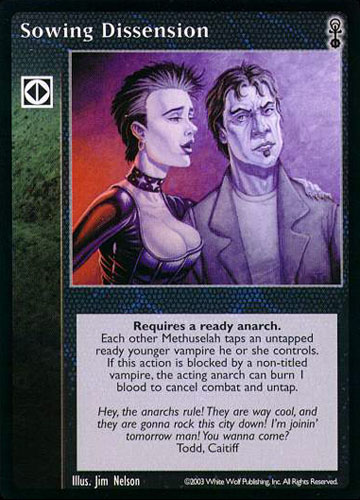 Sowing Dissension
Requires a ready anarch.
Each other Methuselah taps an untapped
ready younger vampire he or she controls.
If this action is blocked by a non-titled
vampire, the acting anarch can burn 1
blood to cancel combat and untap.
Hey, the anarchs rule! They are way cool, and
they are gonna rock this city down! I'm joinin'
tomorrow man! You wanna come?
Todd, Caitiff
Illus. Jim Nelson
©2003 White Wolf Publishing, Inc. All Rights Reserved.